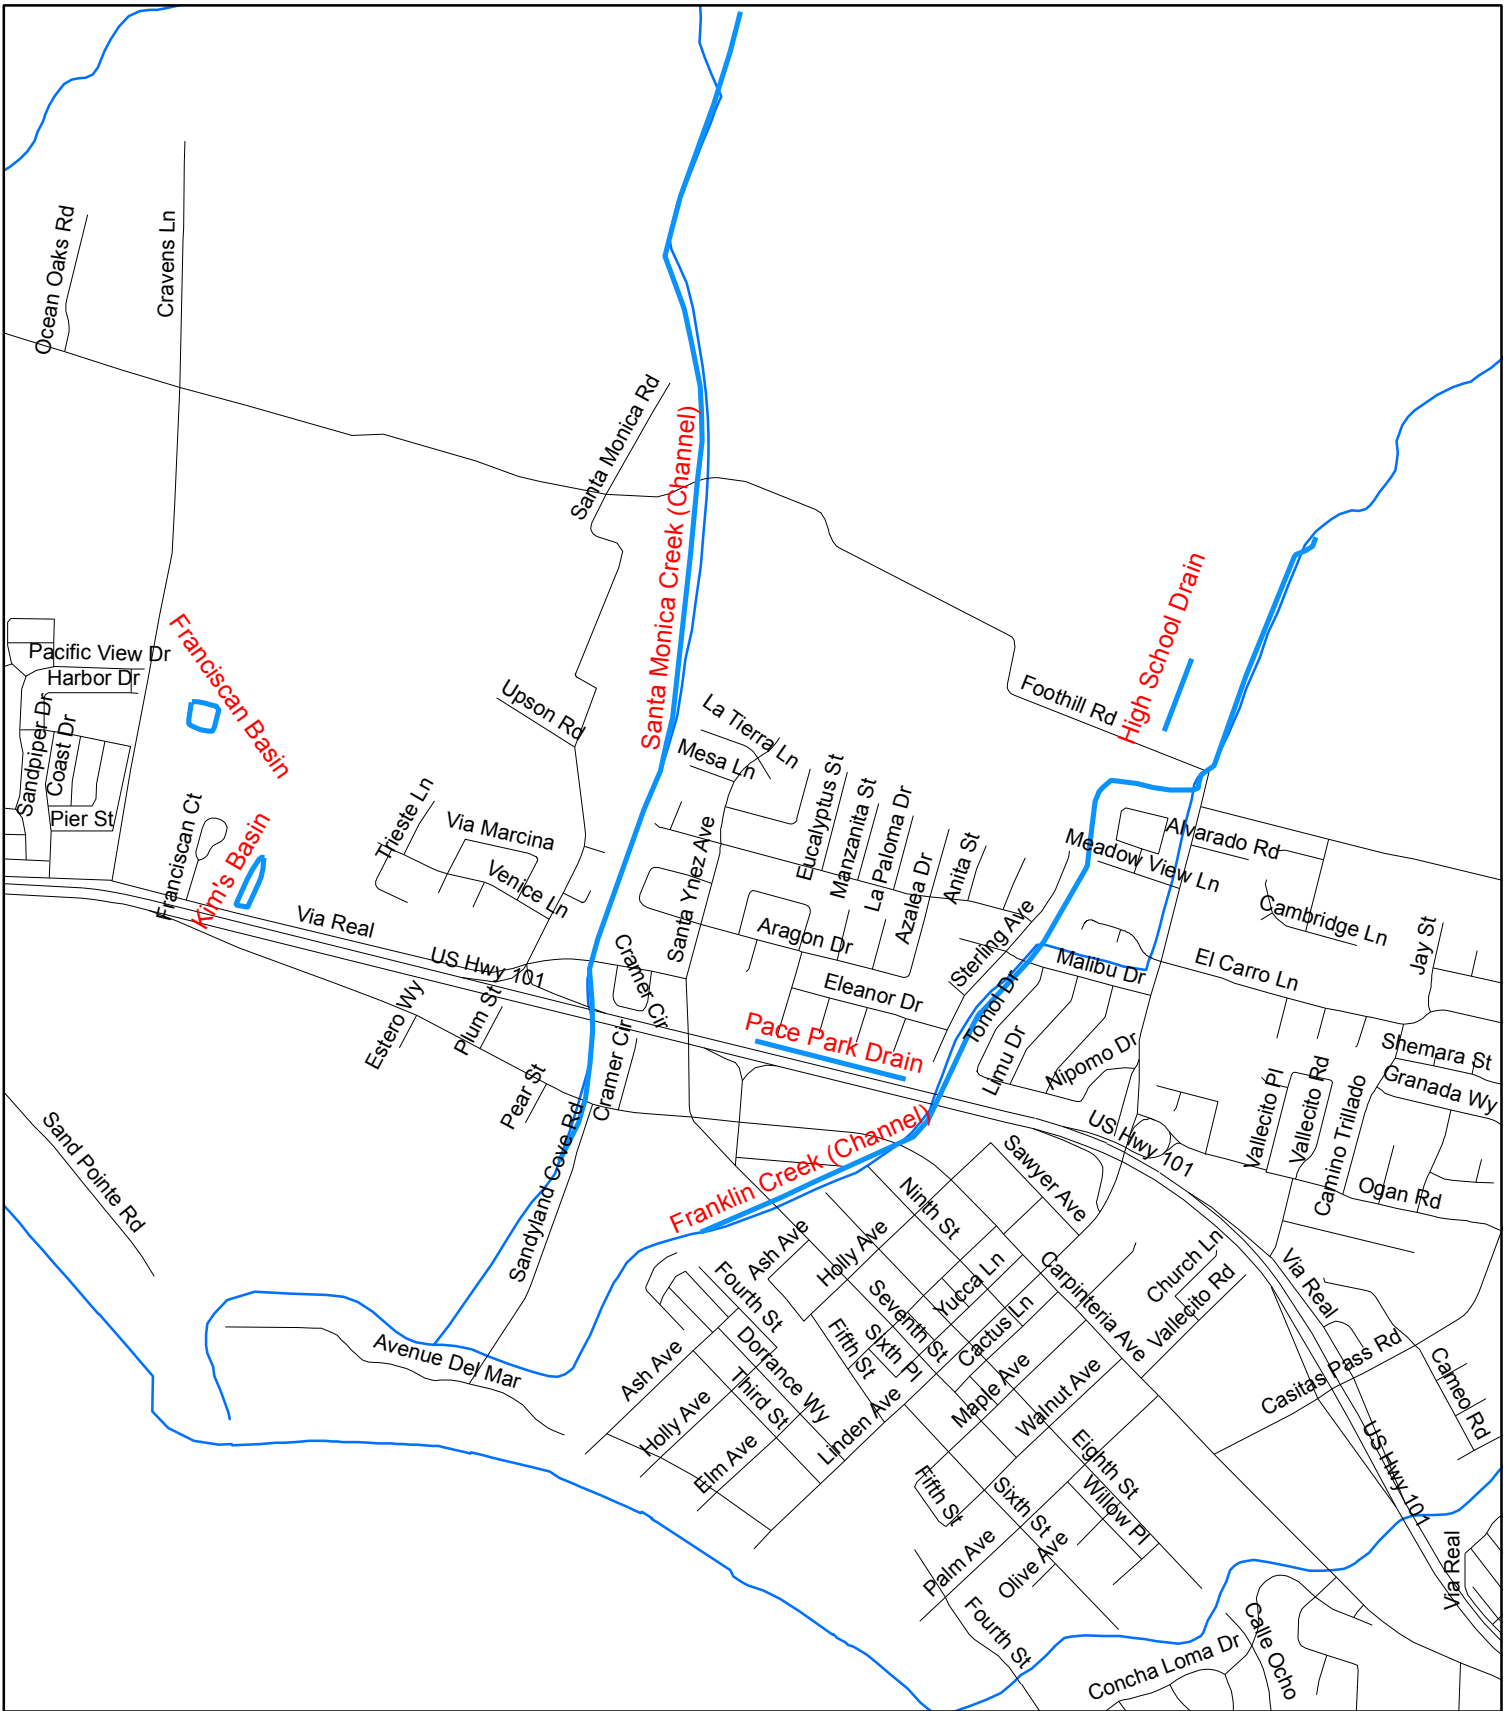 Ocean Oaks Rd
Cravens Ln
Santa Monica Rd
Santa Monica Creek (Channel)
High School Drain
Foothill Rd
Franciscan Basin
Pacific View Dr
Harbor Dr
Sandpiper Dr
Coast Dr
Pier St
Upson Rd
La Tierra Ln
Mesa Ln
Franciscan Ct
Kim's Basin
Trieste Ln
Via Marcina
Venice Ln
Santa Ynez Ave
Eucalyptus St
Manzanita St
La Paloma Dr
Azalea Dr
Anita St
Alvarado Rd
Meadow View Ln
Cambridge Ln
Via Real
US Hwy 101
Cramer Cir
Aragon Dr
Eleanor Dr
Sterling Ave
Malibu Dr
El Carro Ln
Jay St
Estero Wy
Plum St
Pear St
Cramer Cir
Pace Park Drain
Tomol Dr
Limu Dr
Nipomo Dr
Shemara St
Granada Wy
Vallecito Pl
Vallecito Rd
Camino Trillado
Ogan Rd
US Hwy 101
Sand Pointe Rd
Sandyland Cove Rd
Franklin Creek (Channel)
Sawyer Ave
Ninth St
Ash Ave
Holly Ave
Fourth St
Yucca Ln
Seventh St
Carpinteria Ave
Church Ln
Vallecito Rd
Via Real
Fifth St
Sixth Pl
Cactus Ln
Avenue Del Mar
Ash Ave
Dorrance Wy
Third St
Holly Ave
Elm Ave
Linden Ave
Maple Ave
Walnut Ave
Casitas Pass Rd
Cameo Rd
US Hwy 101
Fifth St
Sixth St
Eighth St
Willow Pl
Palm Ave
Olive Ave
Fourth St
Via Real
Concha Loma Dr
Calle Ocho